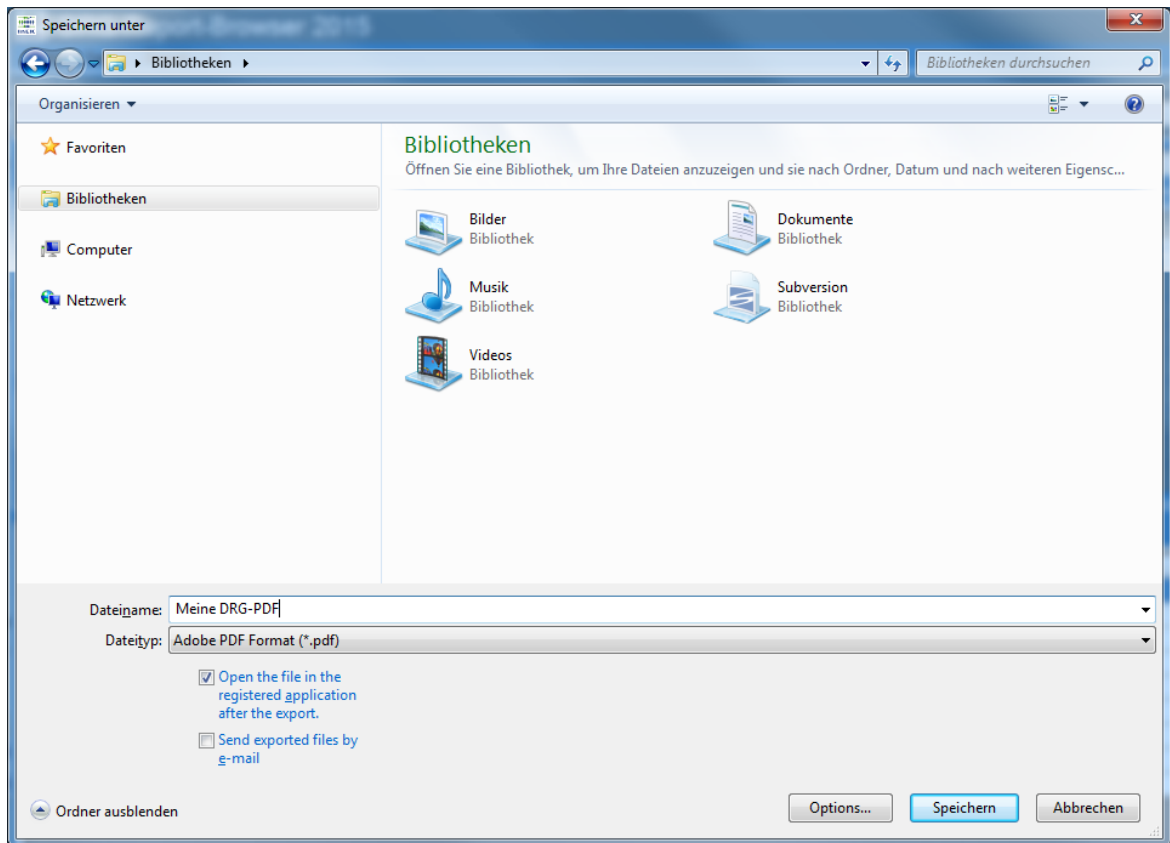 Speichern unter
Bibliotheken
Bibliotheken durchsuchen
Organisieren
Favoriten
Bibliotheken
Computer
Netzwerk
Bibliotheken
Öffnen Sie eine Bibliothek, um Ihre Dateien anzuzeigen und sie nach Ordner, Datum und nach weiteren Eigensc...
Bilder
Bibliothek
Dokumente
Bibliothek
Musik
Bibliothek
Subversion
Bibliothek
Videos
Bibliothek
Dateiname: Meine DRG-PDF
Dateityp: Adobe PDF Format (*.pdf)
Open the file in the
registered application
after the export.
Send exported files by
e-mail
Ordner ausblenden
Options...
Speichern
Abbrechen